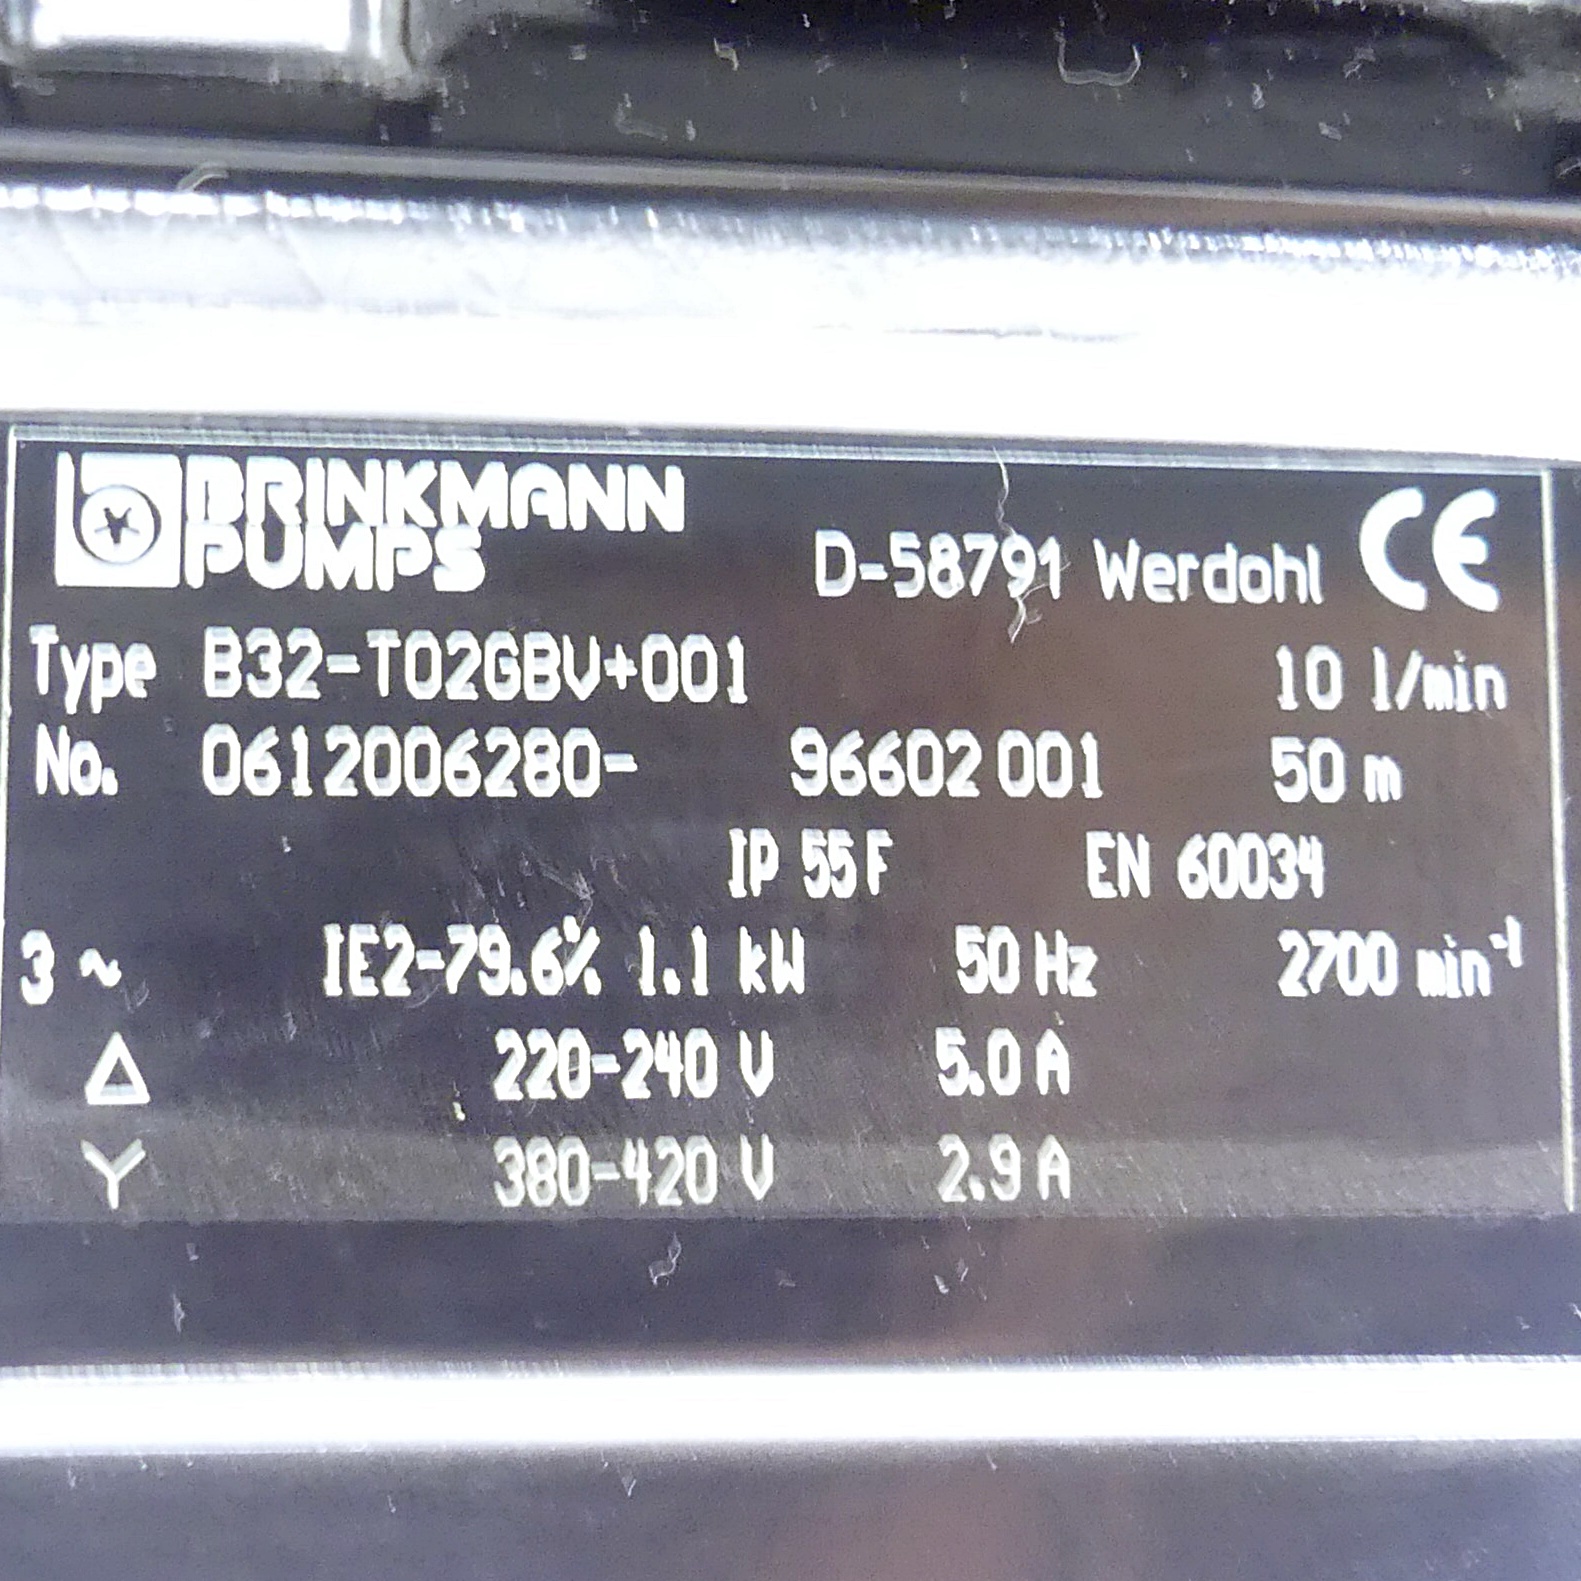 BRINKMANN
PUMPS
D-58791 Werdohl CE
Type B32-T02GBV+001 10 l/min
No. 0612006280- 96602 001 50 m
IP 55 F EN 60034
3 ~ IE2-79.6% 1.1 kW 50 Hz 2700 min⁻¹
Δ 220-240 V 5.0 A
Y 380-420 V 2.9 A